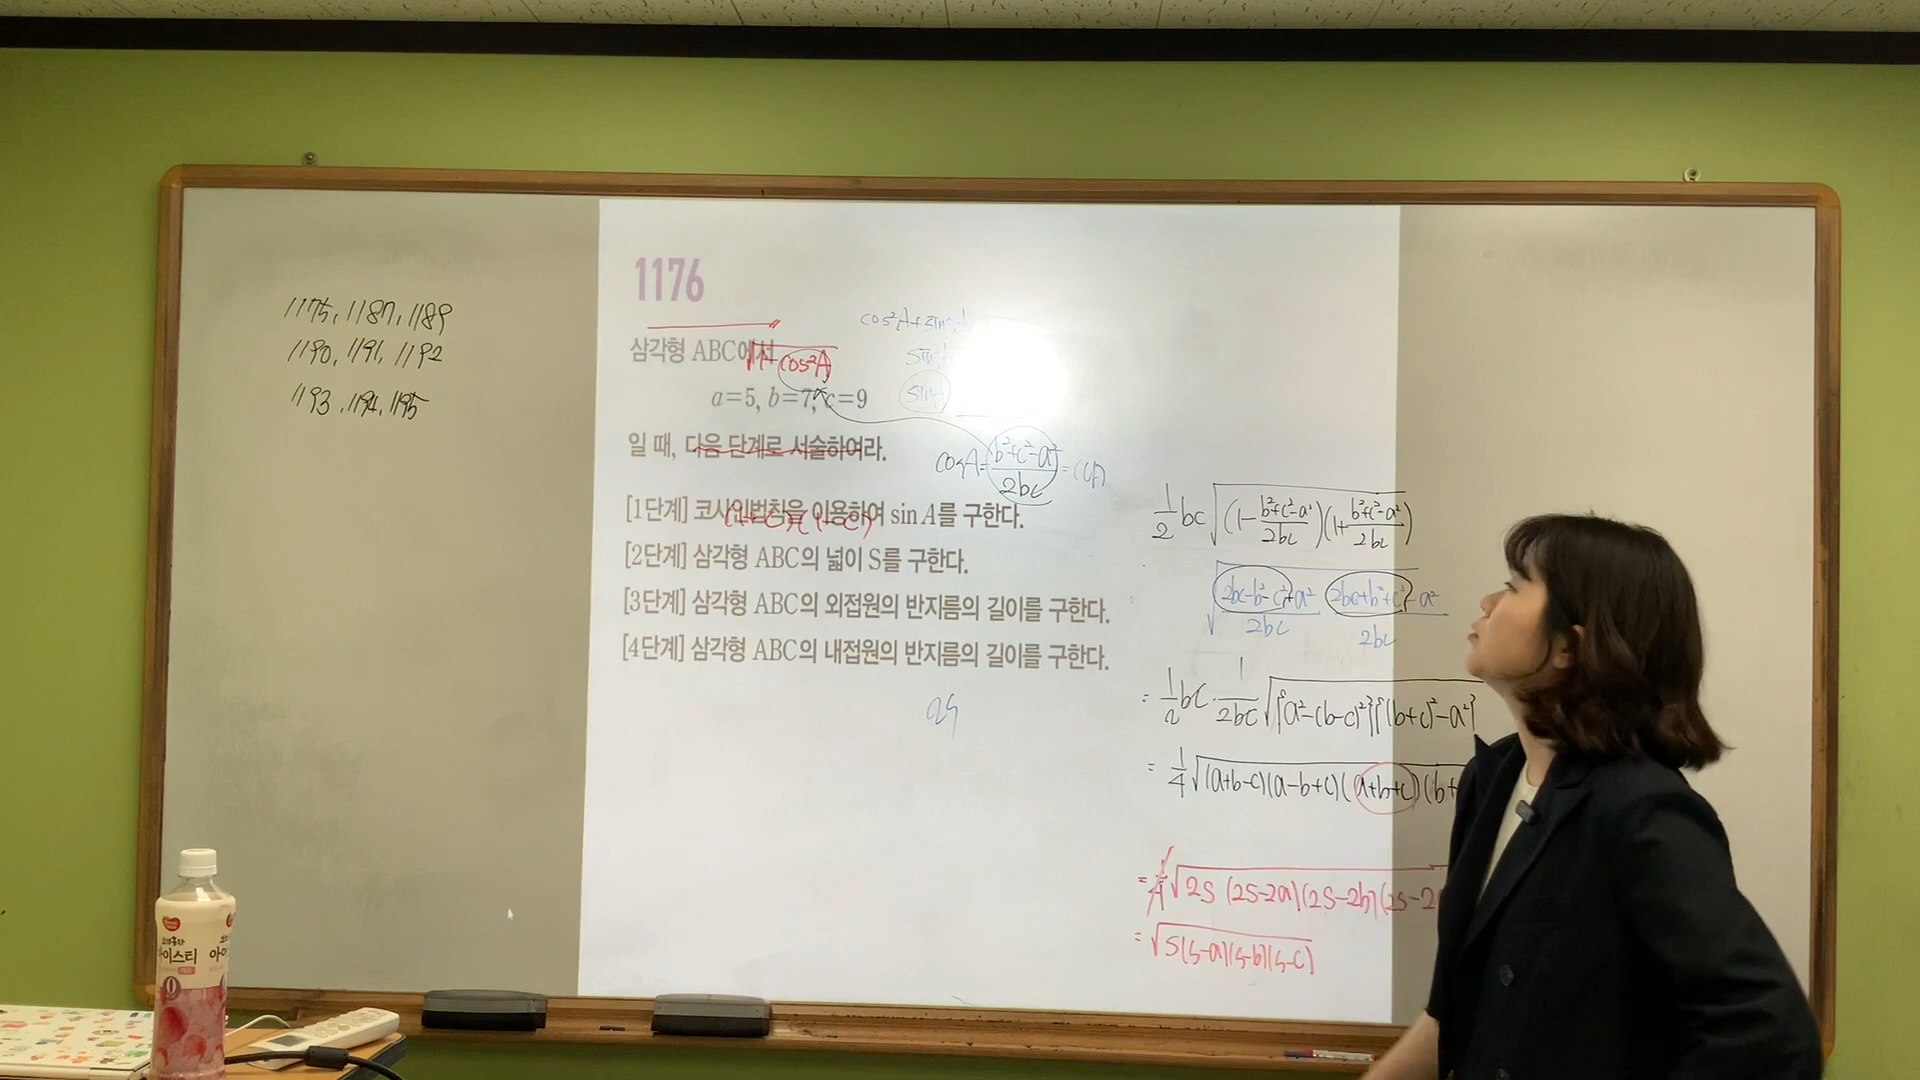 1175, 1187, 1189
1190, 1191, 1192
1193, 1194, 1195
1176
삼각형 ABC에서
cos²A
cos²A+sin
a=5, b=7, c=9
sin
일 때, 다음 단계로 서술하여라.
cosA=b²+c²-a²/2bc
[1단계] 코사인법칙을 이용하여 sin A를 구한다.
[2단계] 삼각형 ABC의 넓이 S를 구한다.
[3단계] 삼각형 ABC의 외접원의 반지름의 길이를 구한다.
[4단계] 삼각형 ABC의 내접원의 반지름의 길이를 구한다.
1/2 bc √(1-b²+c²-a²/2bc)(1+b²+c²-a²/2bc)
√2bc-b²-c²+a²/2bc 2bc+b²+c²-a²/2bc
= 1/2 bc · 1/2bc √{a²-(b-c)²}{(b+c)²-a²}
= 1/4 √(a+b-c)(a-b+c)(a+b+c)(b+
= 1/4 √2s(2s-2a)(2s-2b)(2s-2
= √s(s-a)(s-b)(s-c)
아이스티
0